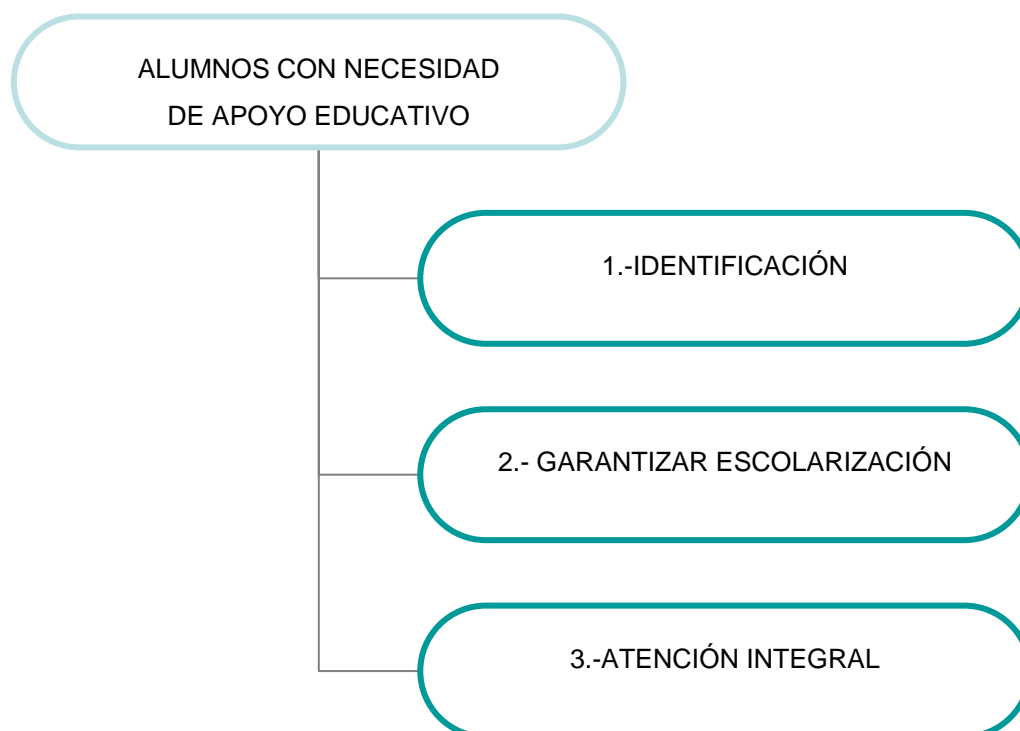 ALUMNOS CON NECESIDAD
DE APOYO EDUCATIVO
1.-IDENTIFICACIÓN
2.- GARANTIZAR ESCOLARIZACIÓN
3.-ATENCIÓN INTEGRAL